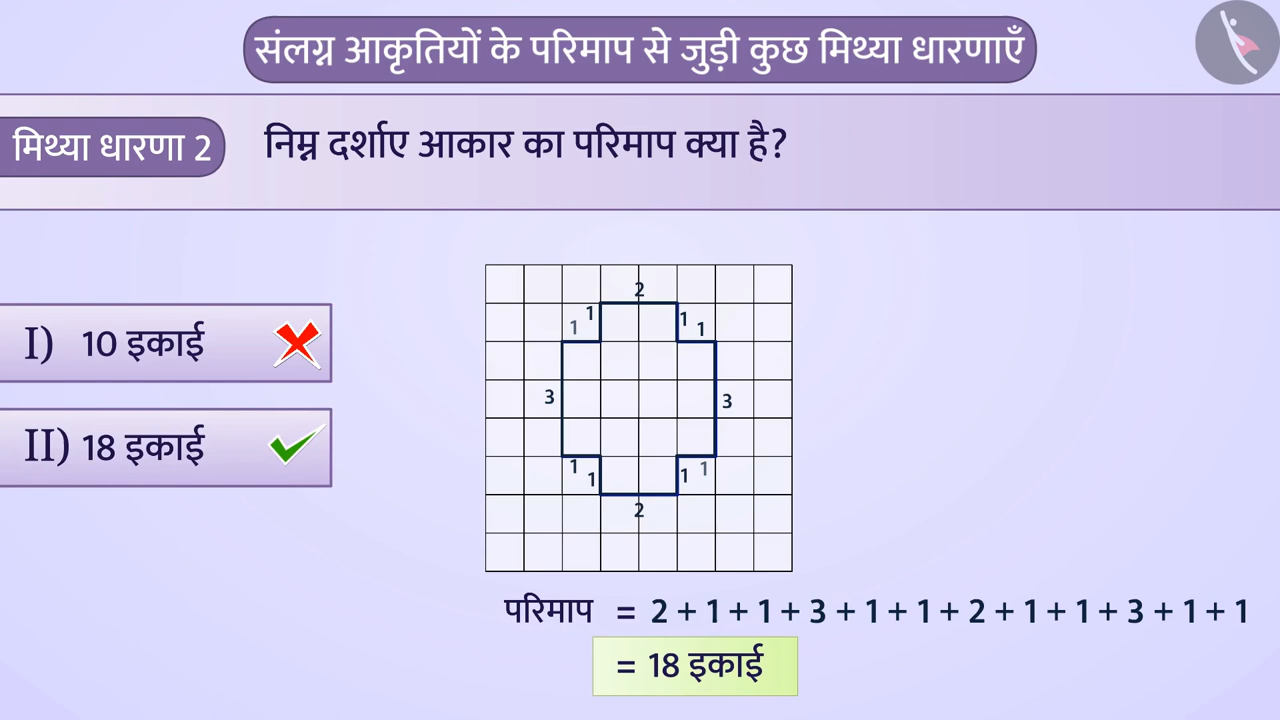 संलग्न आकृतियों के परिमाप से जुड़ी कुछ मिथ्या धारणाएँ
मिथ्या धारणा 2
निम्न दर्शाए आकार का परिमाप क्या है?
I) 10 इकाई
II) 18 इकाई
2
1 1 1 1
3 3
1 1 1 1
2
परिमाप = 2 + 1 + 1 + 3 + 1 + 1 + 2 + 1 + 1 + 3 + 1 + 1
= 18 इकाई